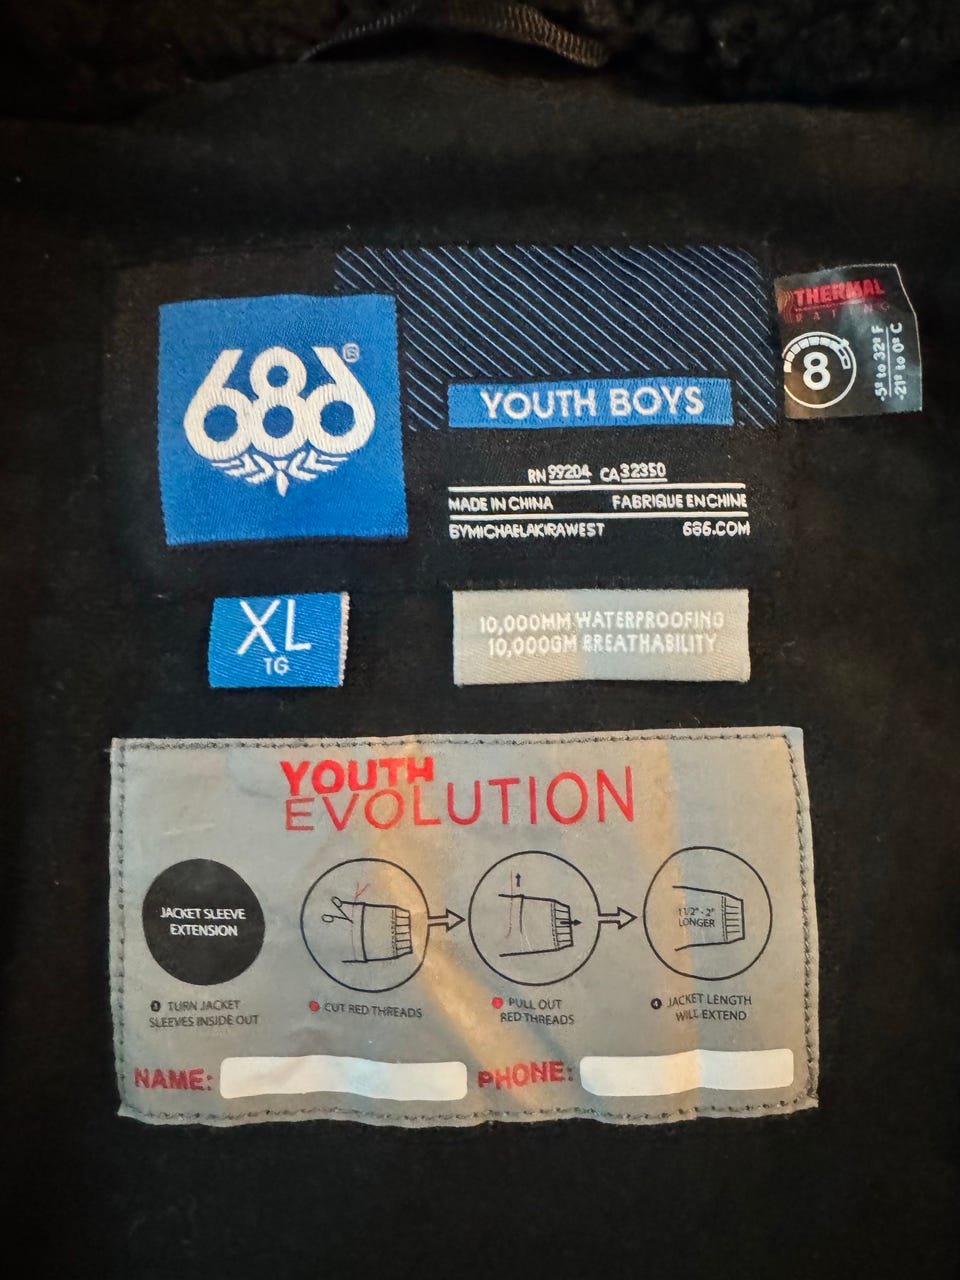 686®
YOUTH BOYS
THERMAL
RATING
8
-5° to 32° F
-21° to 0° C
RN 99204 CA 32350
MADE IN CHINA FABRIQUE EN CHINE
BYMICHAELAKIRAWEST 686.COM
XL
TG
10,000MM WATERPROOFING
10,000GM BREATHABILITY
YOUTH
EVOLUTION
JACKET SLEEVE
EXTENSION
1 1/2" - 2"
LONGER
1 TURN JACKET
SLEEVES INSIDE OUT
2 CUT RED THREADS
3 PULL OUT
RED THREADS
4 JACKET LENGTH
WILL EXTEND
NAME: PHONE: